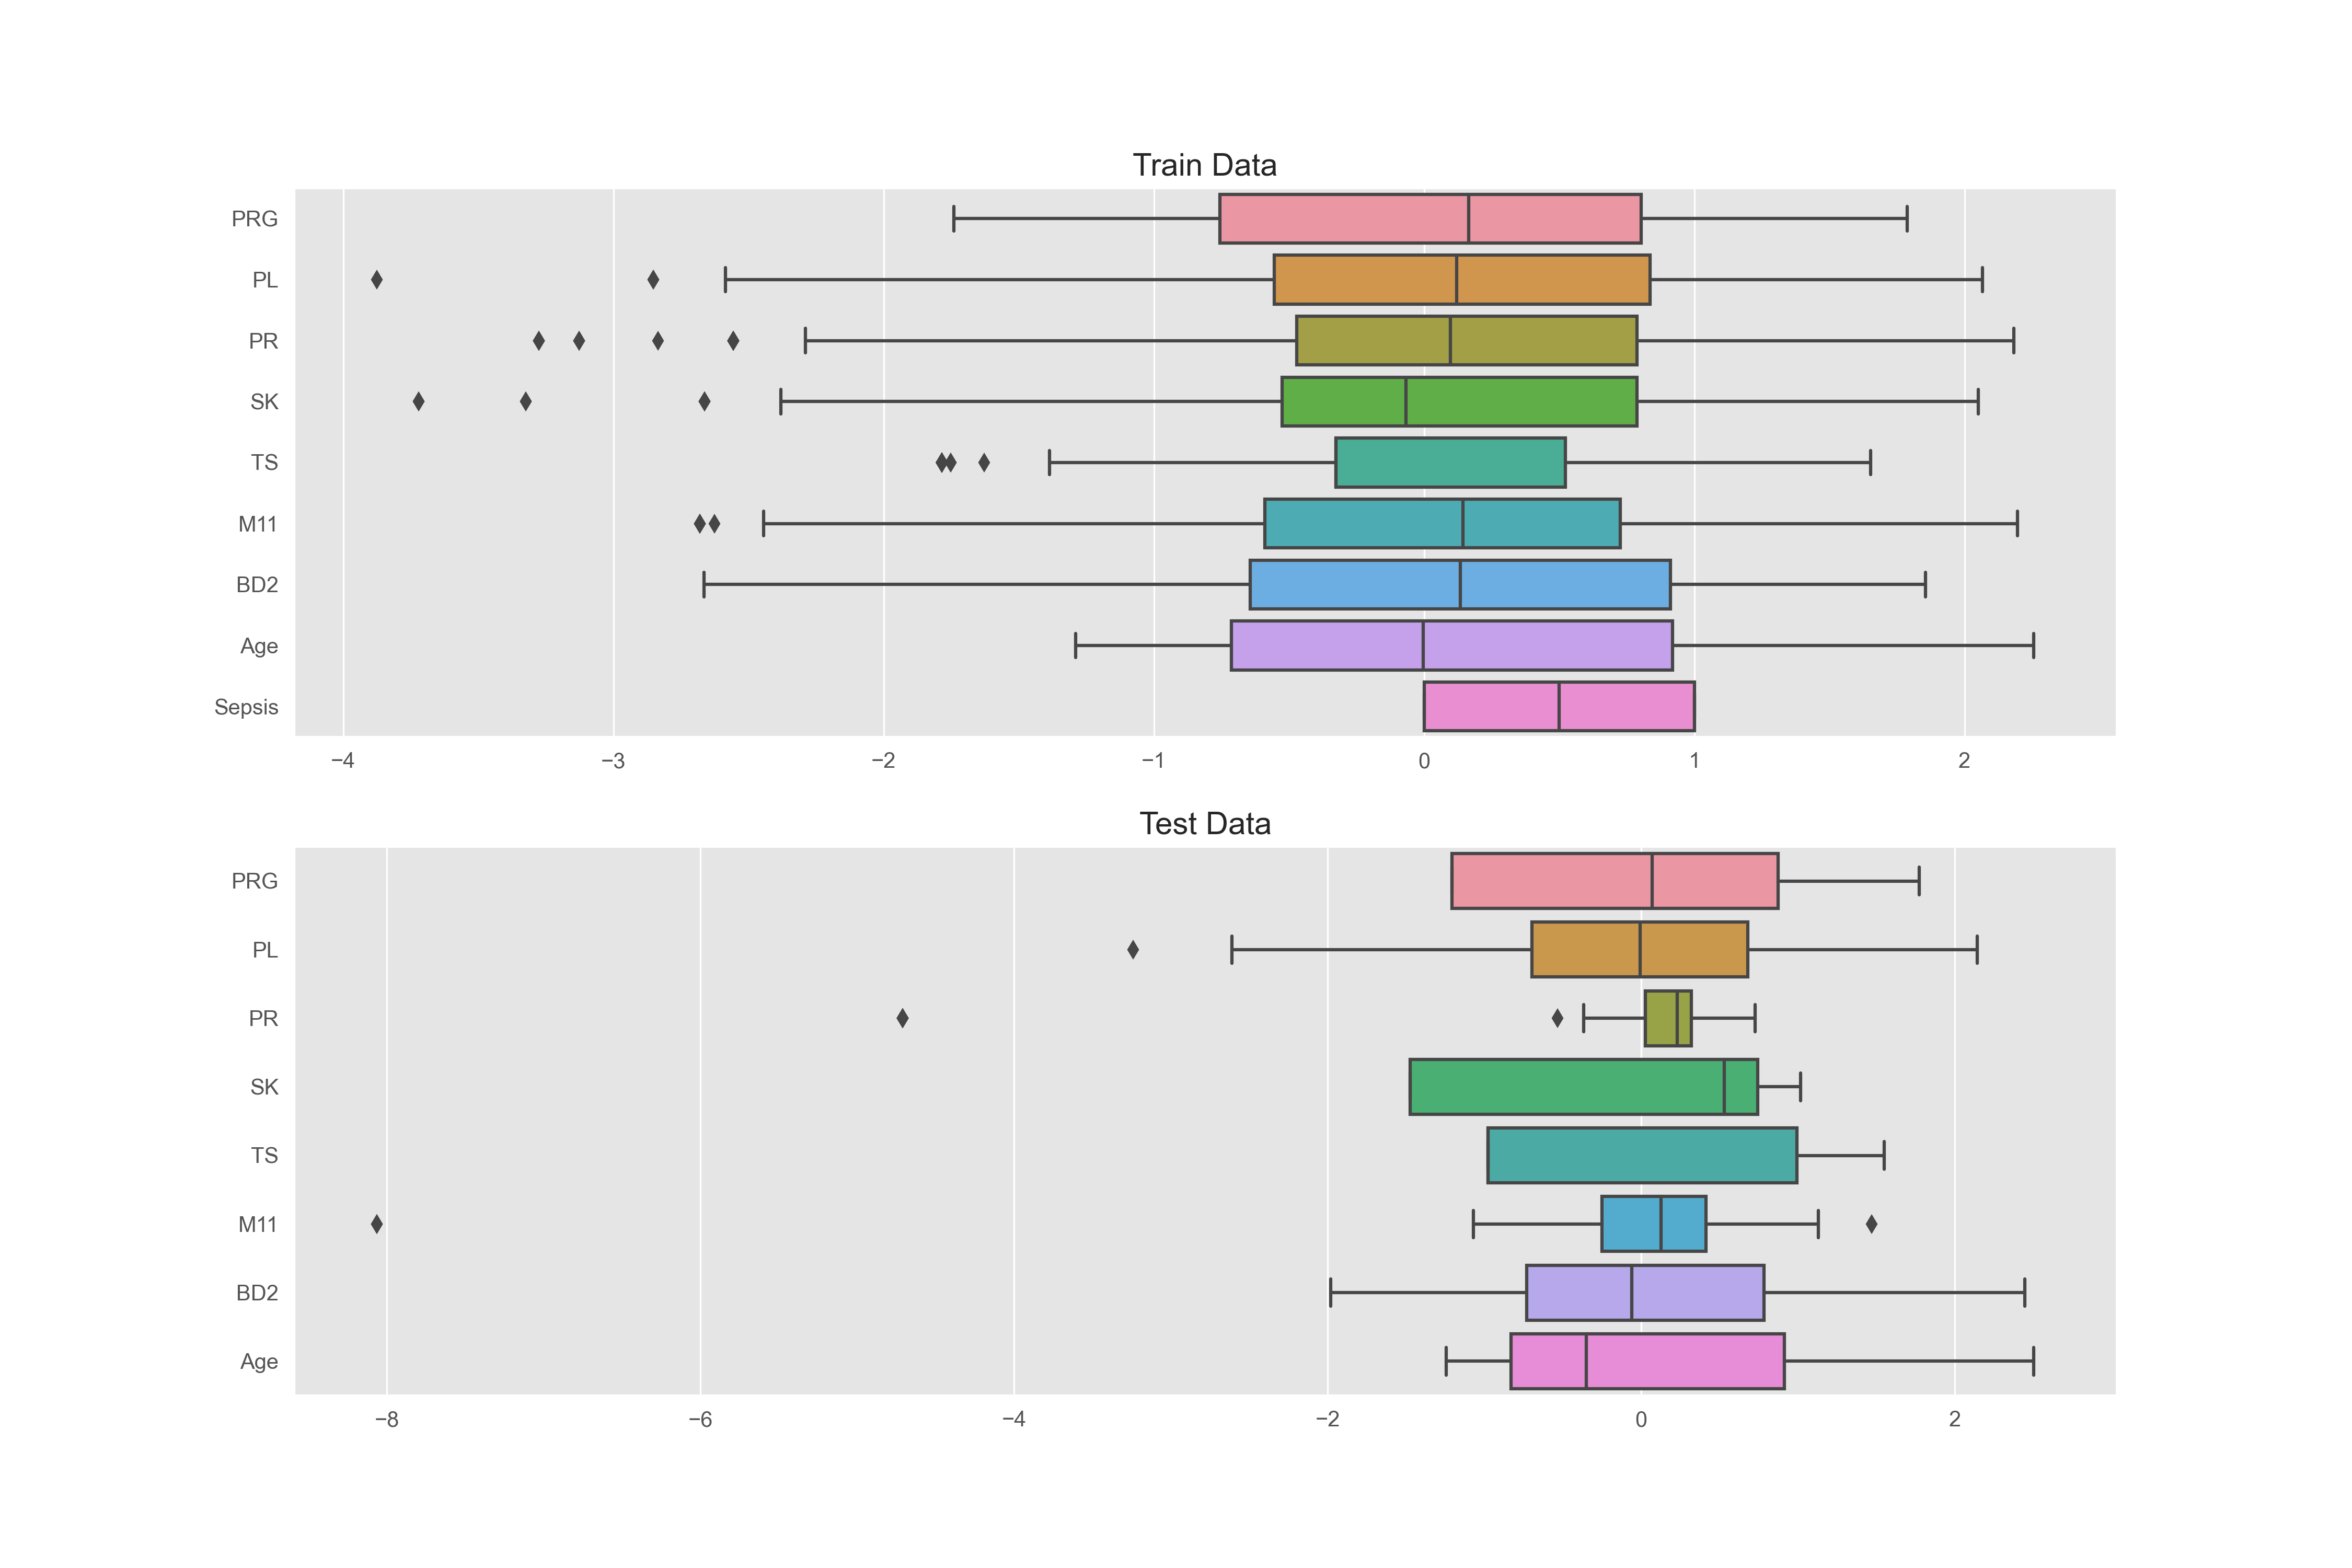 Train Data
PRG
PL
PR
SK
TS
M11
BD2
Age
Sepsis
−4 −3 −2 −1 0 1 2
Test Data
PRG
PL
PR
SK
TS
M11
BD2
Age
−8 −6 −4 −2 0 2